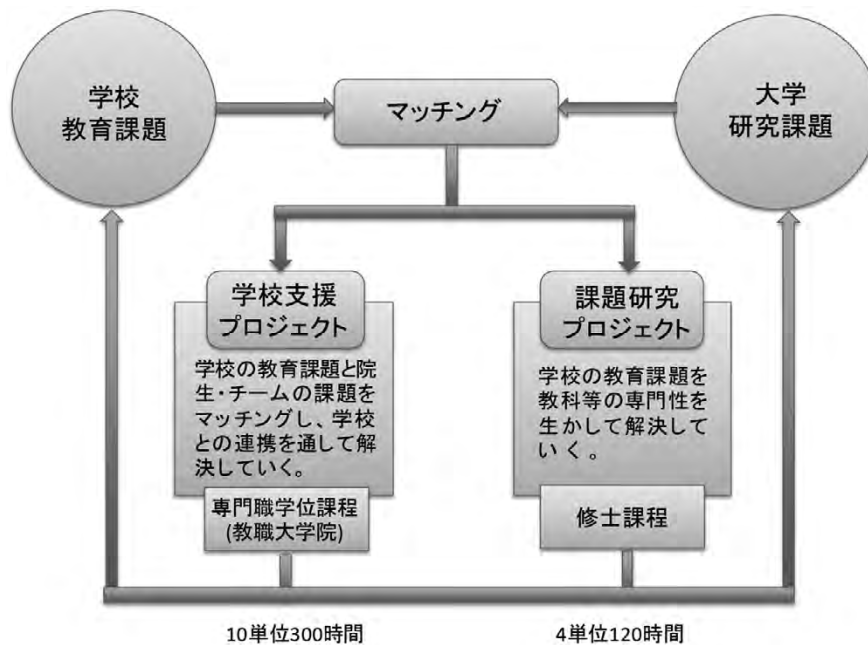 学校
教育課題
マッチング
大学
研究課題
学校支援
プロジェクト
学校の教育課題と院
生・チームの課題を
マッチングし、学校
との連携を通して解
決していく。
専門職学位課程
(教職大学院)
課題研究
プロジェクト
学校の教育課題を
教科等の専門性を
生かして解決して
いく。
修士課程
10単位300時間
4単位120時間